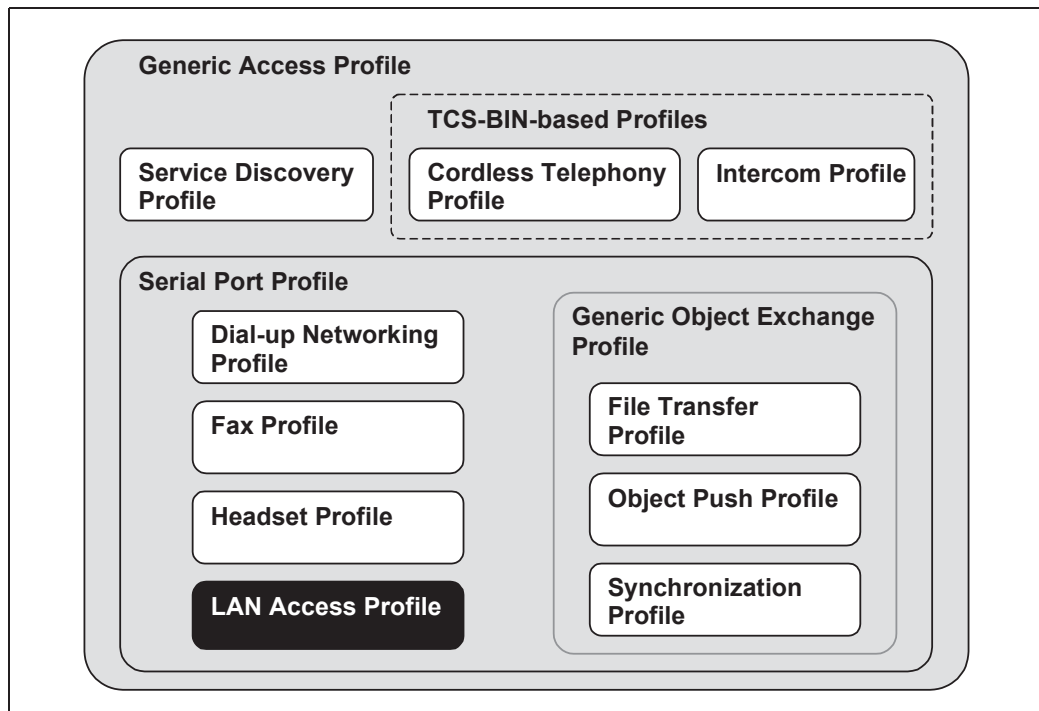 Generic Access Profile
TCS-BIN-based Profiles
Service Discovery
Profile
Cordless Telephony
Profile
Intercom Profile
Serial Port Profile
Dial-up Networking
Profile
Fax Profile
Headset Profile
LAN Access Profile
Generic Object Exchange
Profile
File Transfer
Profile
Object Push Profile
Synchronization
Profile